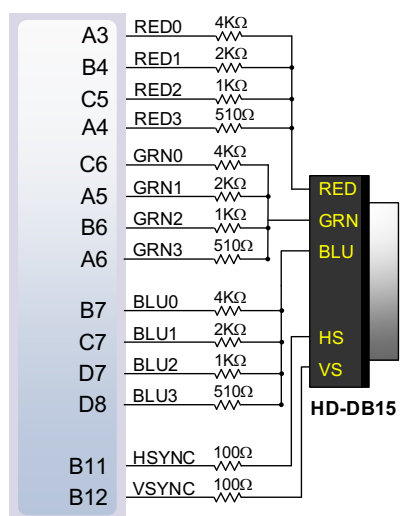 A3 RED0 4KΩ
B4 RED1 2KΩ
C5 RED2 1KΩ
A4 RED3 510Ω
C6 GRN0 4KΩ
A5 GRN1 2KΩ
B6 GRN2 1KΩ
A6 GRN3 510Ω
B7 BLU0 4KΩ
C7 BLU1 2KΩ
D7 BLU2 1KΩ
D8 BLU3 510Ω
B11 HSYNC 100Ω
B12 VSYNC 100Ω
RED
GRN
BLU
HS
VS
HD-DB15